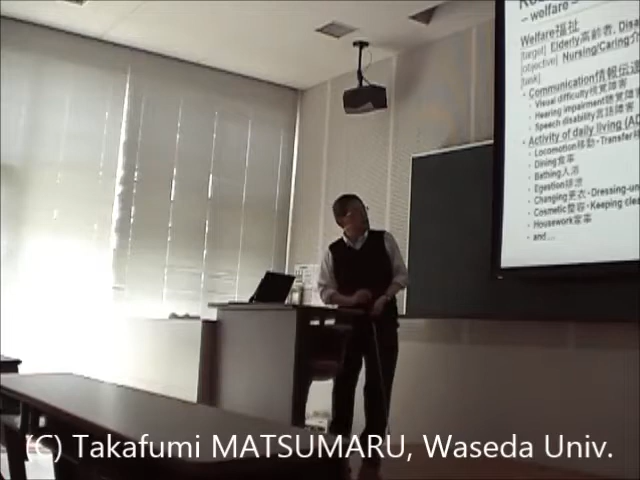 – welfare –
Welfare福祉
[target] Elderly高齢者, Disa
[objective] Nursing/Caring介
[task]
・Communication情報伝達
・Visual difficulty視覚障害
・Hearing impairment聴覚障害
・Speech disability言語障害
・Activity of daily living (AD
・Locomotion移動・Transfer
・Dining食事
・Bathing入浴
・Egestion排泄
・Changing更衣・Dressing-u
・Cosmetic整容・Keeping clea
・Housework家事
・and ...
(C) Takafumi MATSUMARU, Waseda Univ.